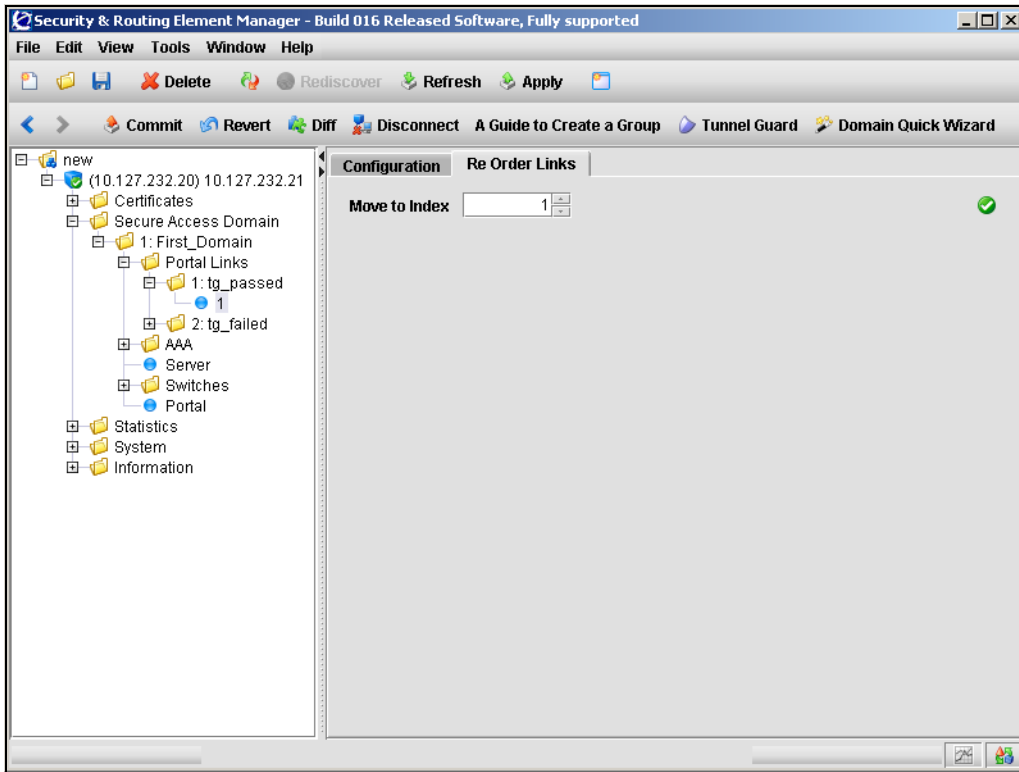 Security & Routing Element Manager - Build 016 Released Software, Fully supported
File Edit View Tools Window Help
Delete Rediscover Refresh Apply
Commit Revert Diff Disconnect A Guide to Create a Group Tunnel Guard Domain Quick Wizard
new
(10.127.232.20) 10.127.232.21
Certificates
Secure Access Domain
1: First_Domain
Portal Links
1: tg_passed
1
2: tg_failed
AAA
Server
Switches
Portal
Statistics
System
Information
Configuration Re Order Links
Move to Index 1